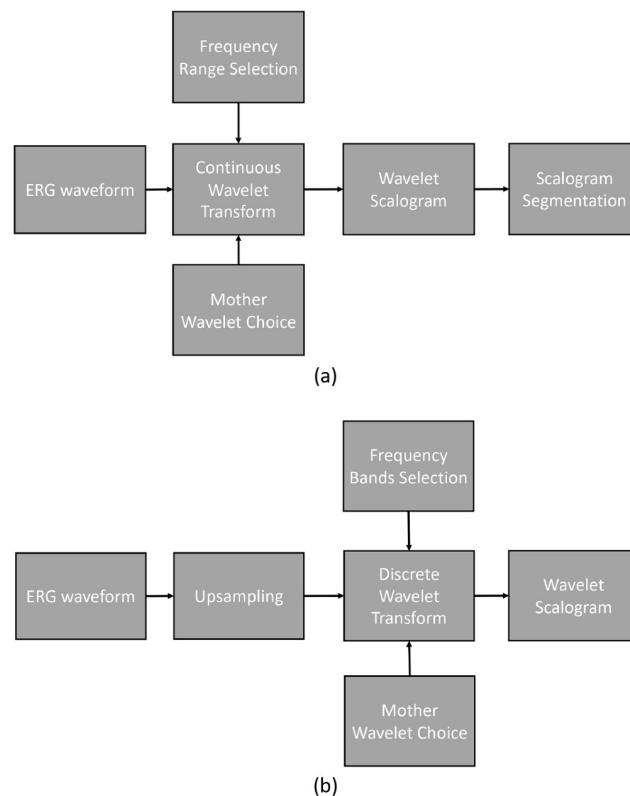 Frequency
Range Selection
ERG waveform
Continuous
Wavelet
Transform
Wavelet
Scalogram
Scalogram
Segmentation
Mother
Wavelet Choice
(a)
Frequency
Bands Selection
ERG waveform
Upsampling
Discrete
Wavelet
Transform
Wavelet
Scalogram
Mother
Wavelet Choice
(b)